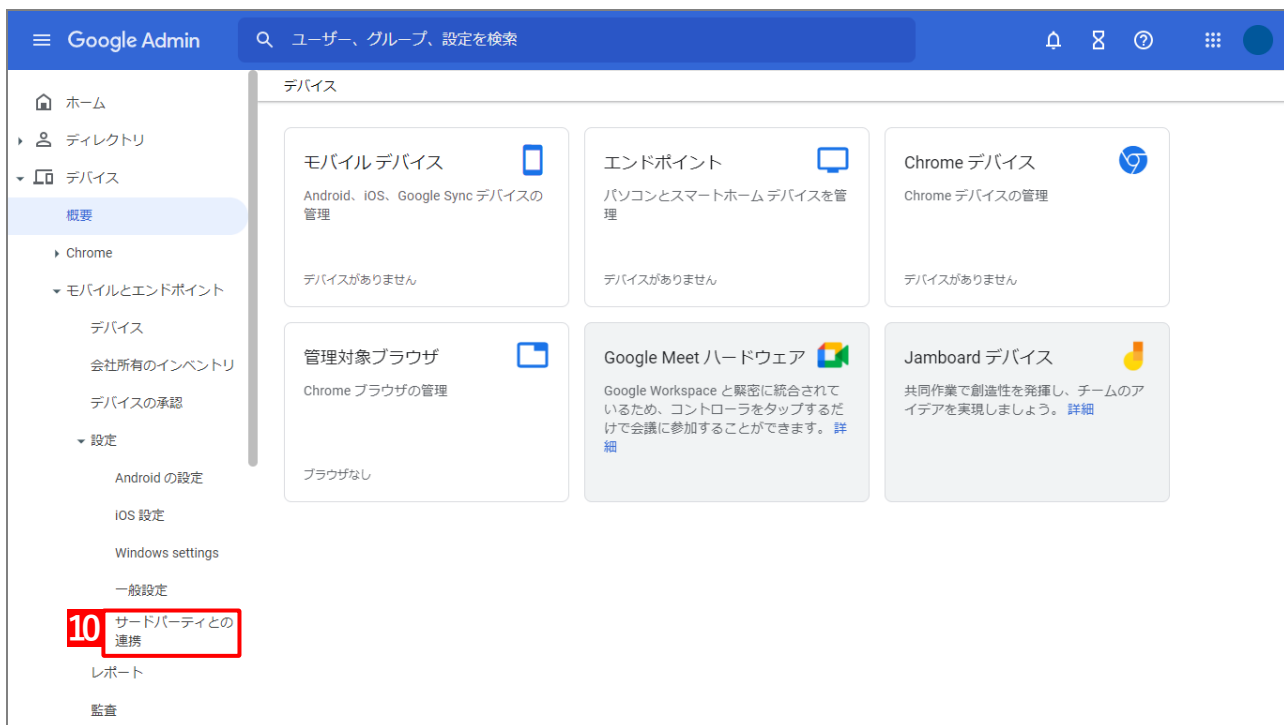 Google Admin
ユーザー、グループ、設定を検索
ホーム
ディレクトリ
デバイス
概要
Chrome
モバイルとエンドポイント
デバイス
会社所有のインベントリ
デバイスの承認
設定
Android の設定
iOS 設定
Windows settings
一般設定
10
サードパーティとの
連携
レポート
監査
デバイス
モバイル デバイス
Android、iOS、Google Sync デバイスの
管理
デバイスがありません
エンドポイント
パソコンとスマートホーム デバイスを管
理
デバイスがありません
Chrome デバイス
Chrome デバイスの管理
デバイスがありません
管理対象ブラウザ
Chrome ブラウザの管理
ブラウザなし
Google Meet ハードウェア
Google Workspace と緊密に統合されて
いるため、コントローラをタップするだ
けで会議に参加することができます。 詳
細
Jamboard デバイス
共同作業で創造性を発揮し、チームのア
イデアを実現しましょう。 詳細